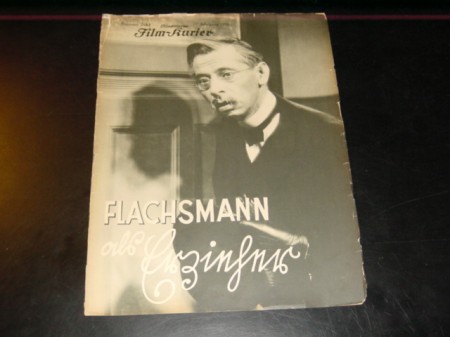 Film-Kurier
FLACHSMANN
als Erzieher